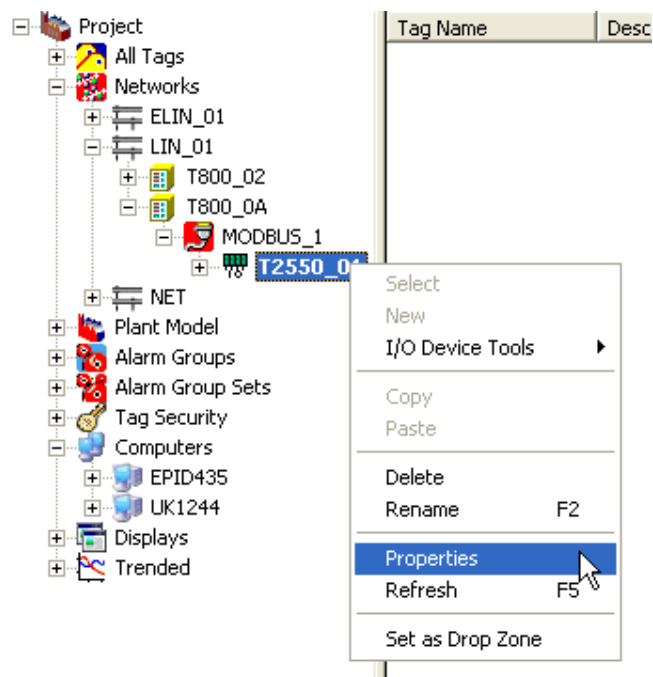 Project
All Tags
Networks
ELIN_01
LIN_01
T800_02
T800_0A
MODBUS_1
T2550_01
NET
Plant Model
Alarm Groups
Alarm Group Sets
Tag Security
Computers
EPID435
UK1244
Displays
Trended
Tag Name Desc
Select
New
I/O Device Tools
Copy
Paste
Delete
Rename F2
Properties
Refresh F5
Set as Drop Zone